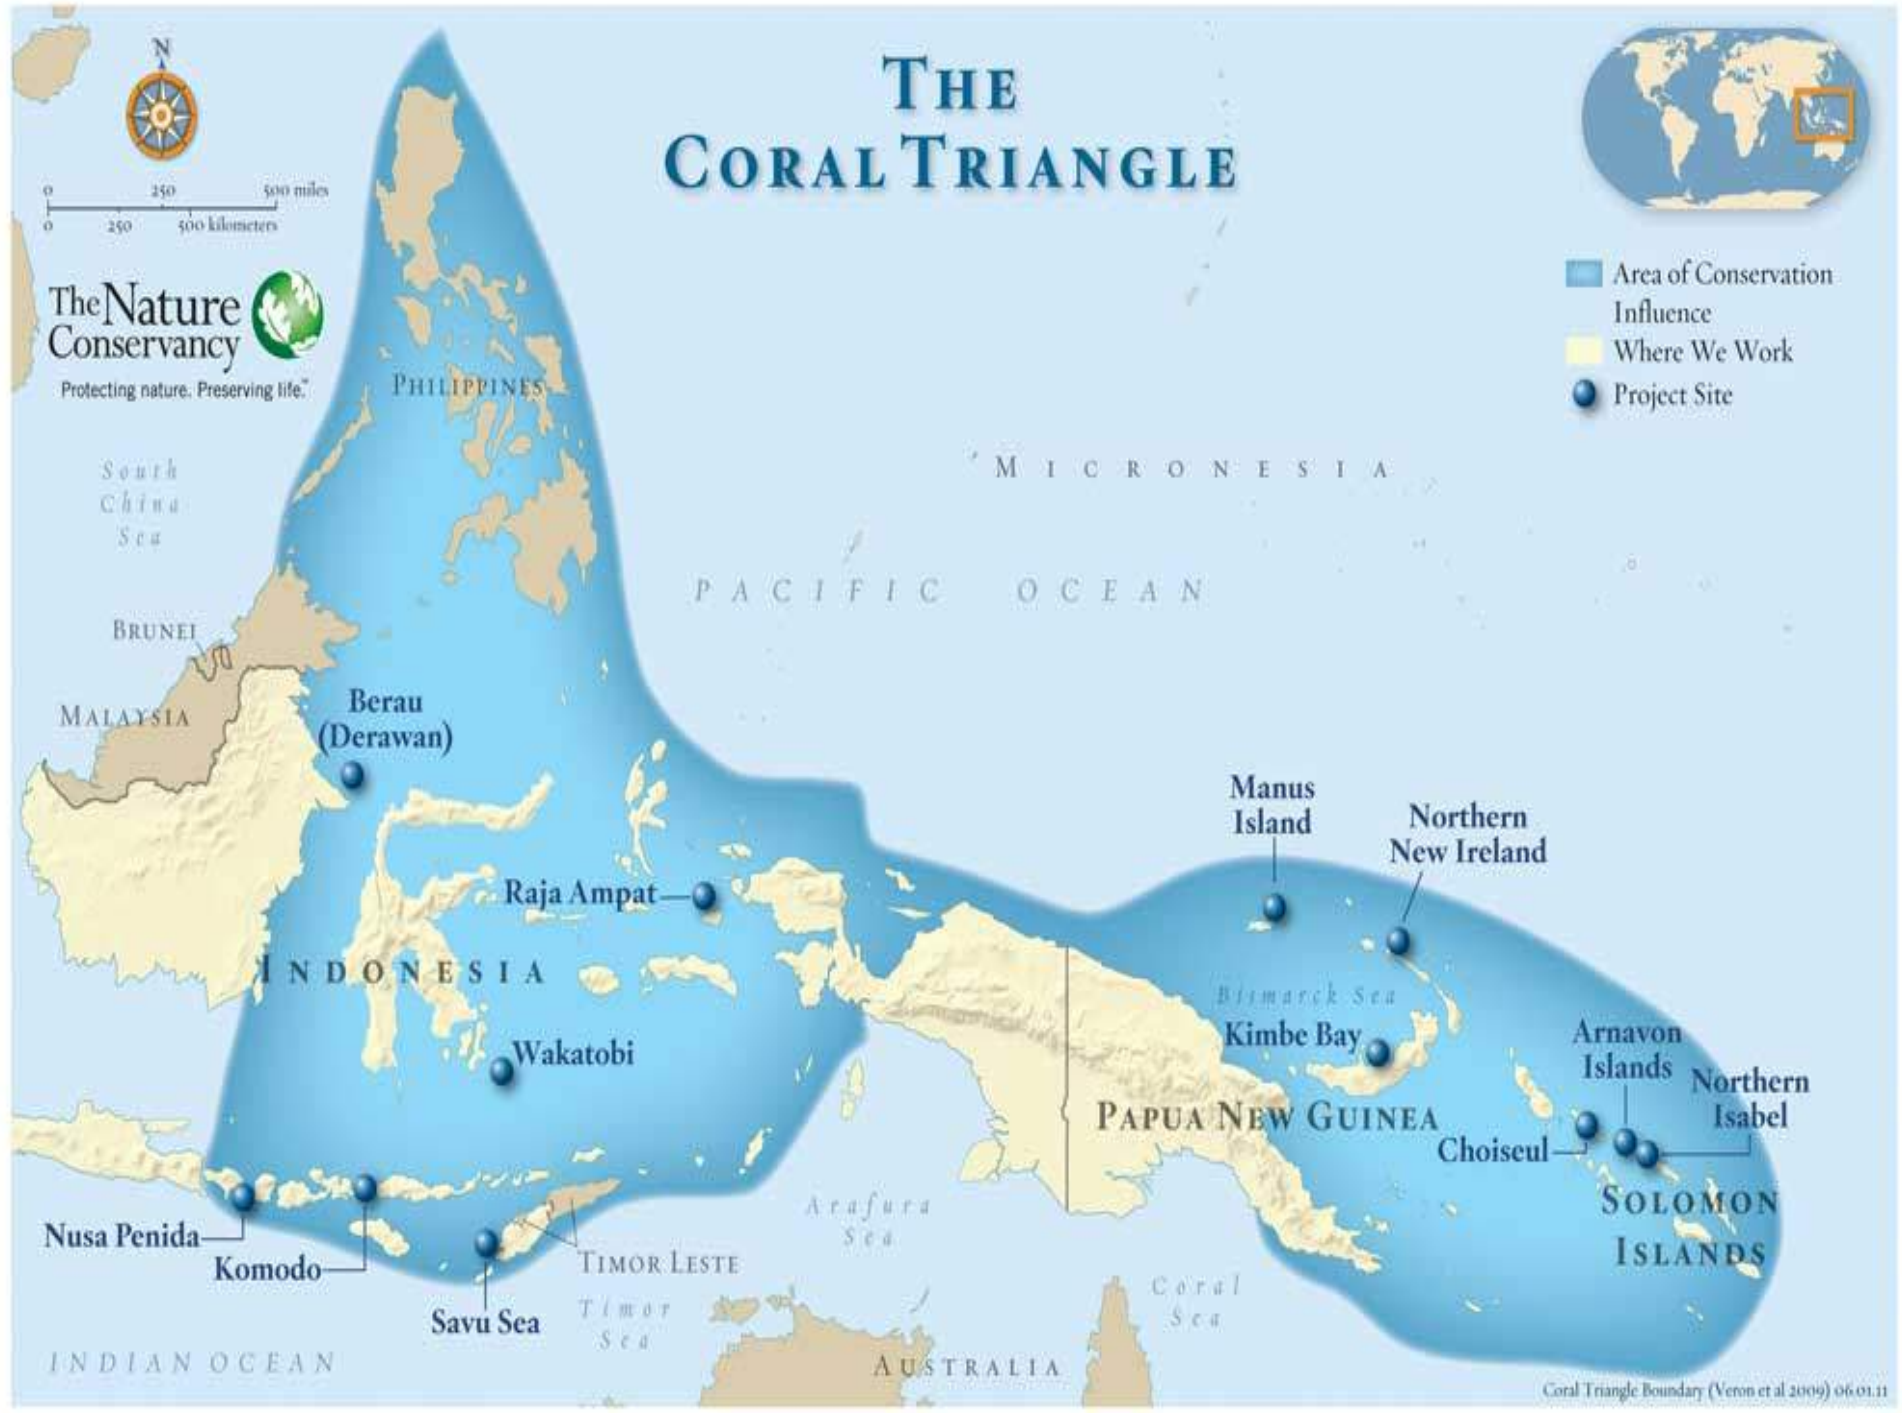 THE
CORAL TRIANGLE
N
0 250 500 miles
0 250 500 kilometers
The Nature
Conservancy
Protecting nature. Preserving life.™
Area of Conservation
Influence
Where We Work
Project Site
PHILIPPINES
South
China
Sea
MICRONESIA
PACIFIC OCEAN
BRUNEI
MALAYSIA
Berau
(Derawan)
Manus
Island
Northern
New Ireland
Raja Ampat
INDONESIA
Bismarck Sea
Kimbe Bay
Wakatobi
Arnavon
Islands
Northern
Isabel
PAPUA NEW GUINEA
Choiseul
SOLOMON
ISLANDS
Arafura
Sea
Nusa Penida
Komodo
TIMOR LESTE
Savu Sea
Timor
Sea
Coral
Sea
INDIAN OCEAN
AUSTRALIA
Coral Triangle Boundary (Veron et al 2009) 06.01.11